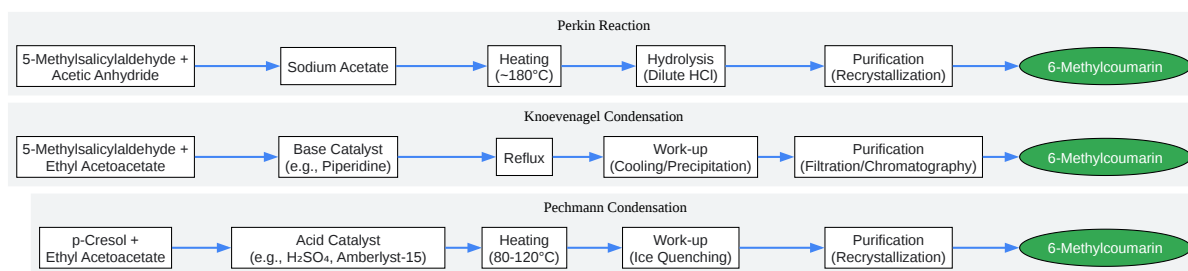 Perkin Reaction
5-Methylsalicylaldehyde +
Acetic Anhydride
Sodium Acetate
Heating
(~180°C)
Hydrolysis
(Dilute HCl)
Purification
(Recrystallization)
6-Methylcoumarin
Knoevenagel Condensation
5-Methylsalicylaldehyde +
Ethyl Acetoacetate
Base Catalyst
(e.g., Piperidine)
Reflux
Work-up
(Cooling/Precipitation)
Purification
(Filtration/Chromatography)
6-Methylcoumarin
Pechmann Condensation
p-Cresol +
Ethyl Acetoacetate
Acid Catalyst
(e.g., H₂SO₄, Amberlyst-15)
Heating
(80-120°C)
Work-up
(Ice Quenching)
Purification
(Recrystallization)
6-Methylcoumarin